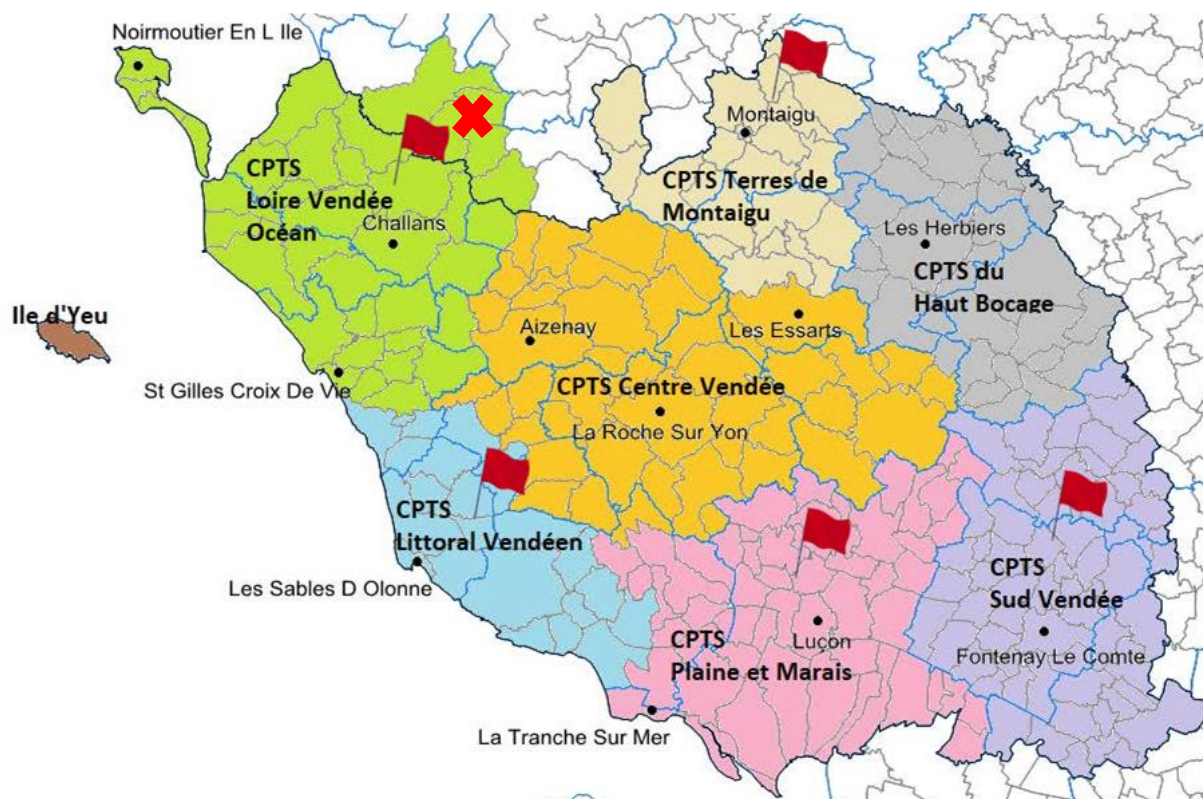 Noirmoutier En L Ile
Montaigu
CPTS
Loire Vendée
Océan
Challans
CPTS Terres de
Montaigu
Les Herbiers
CPTS du
Haut Bocage
Ile d'Yeu
Aizenay
Les Essarts
St Gilles Croix De Vie
CPTS Centre Vendée
La Roche Sur Yon
CPTS
Littoral Vendéen
Les Sables D Olonne
CPTS
Sud Vendée
Luçon
Fontenay Le Comte
CPTS
Plaine et Marais
La Tranche Sur Mer